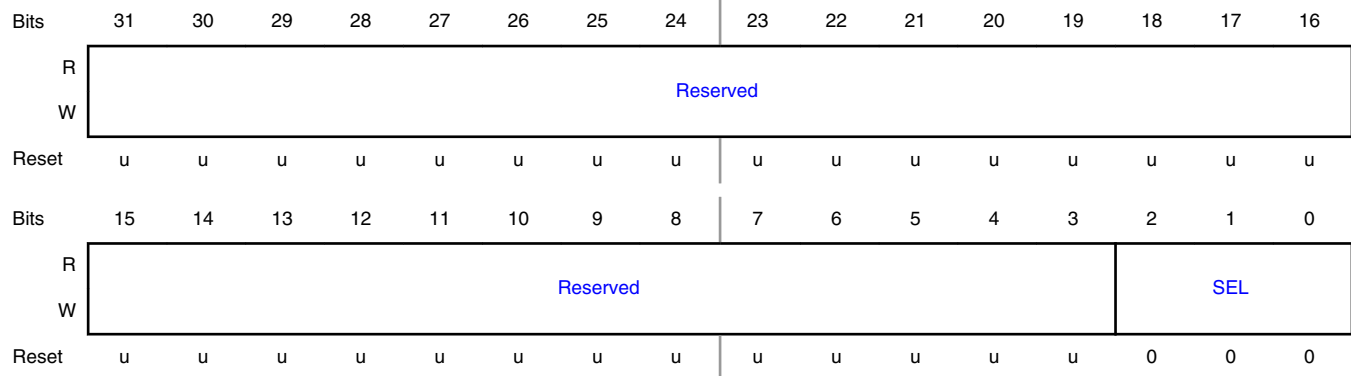 Bits 31 30 29 28 27 26 25 24 23 22 21 20 19 18 17 16
R
Reserved
W
Reset u u u u u u u u u u u u u u u u
Bits 15 14 13 12 11 10 9 8 7 6 5 4 3 2 1 0
R
Reserved SEL
W
Reset u u u u u u u u u u u u u 0 0 0